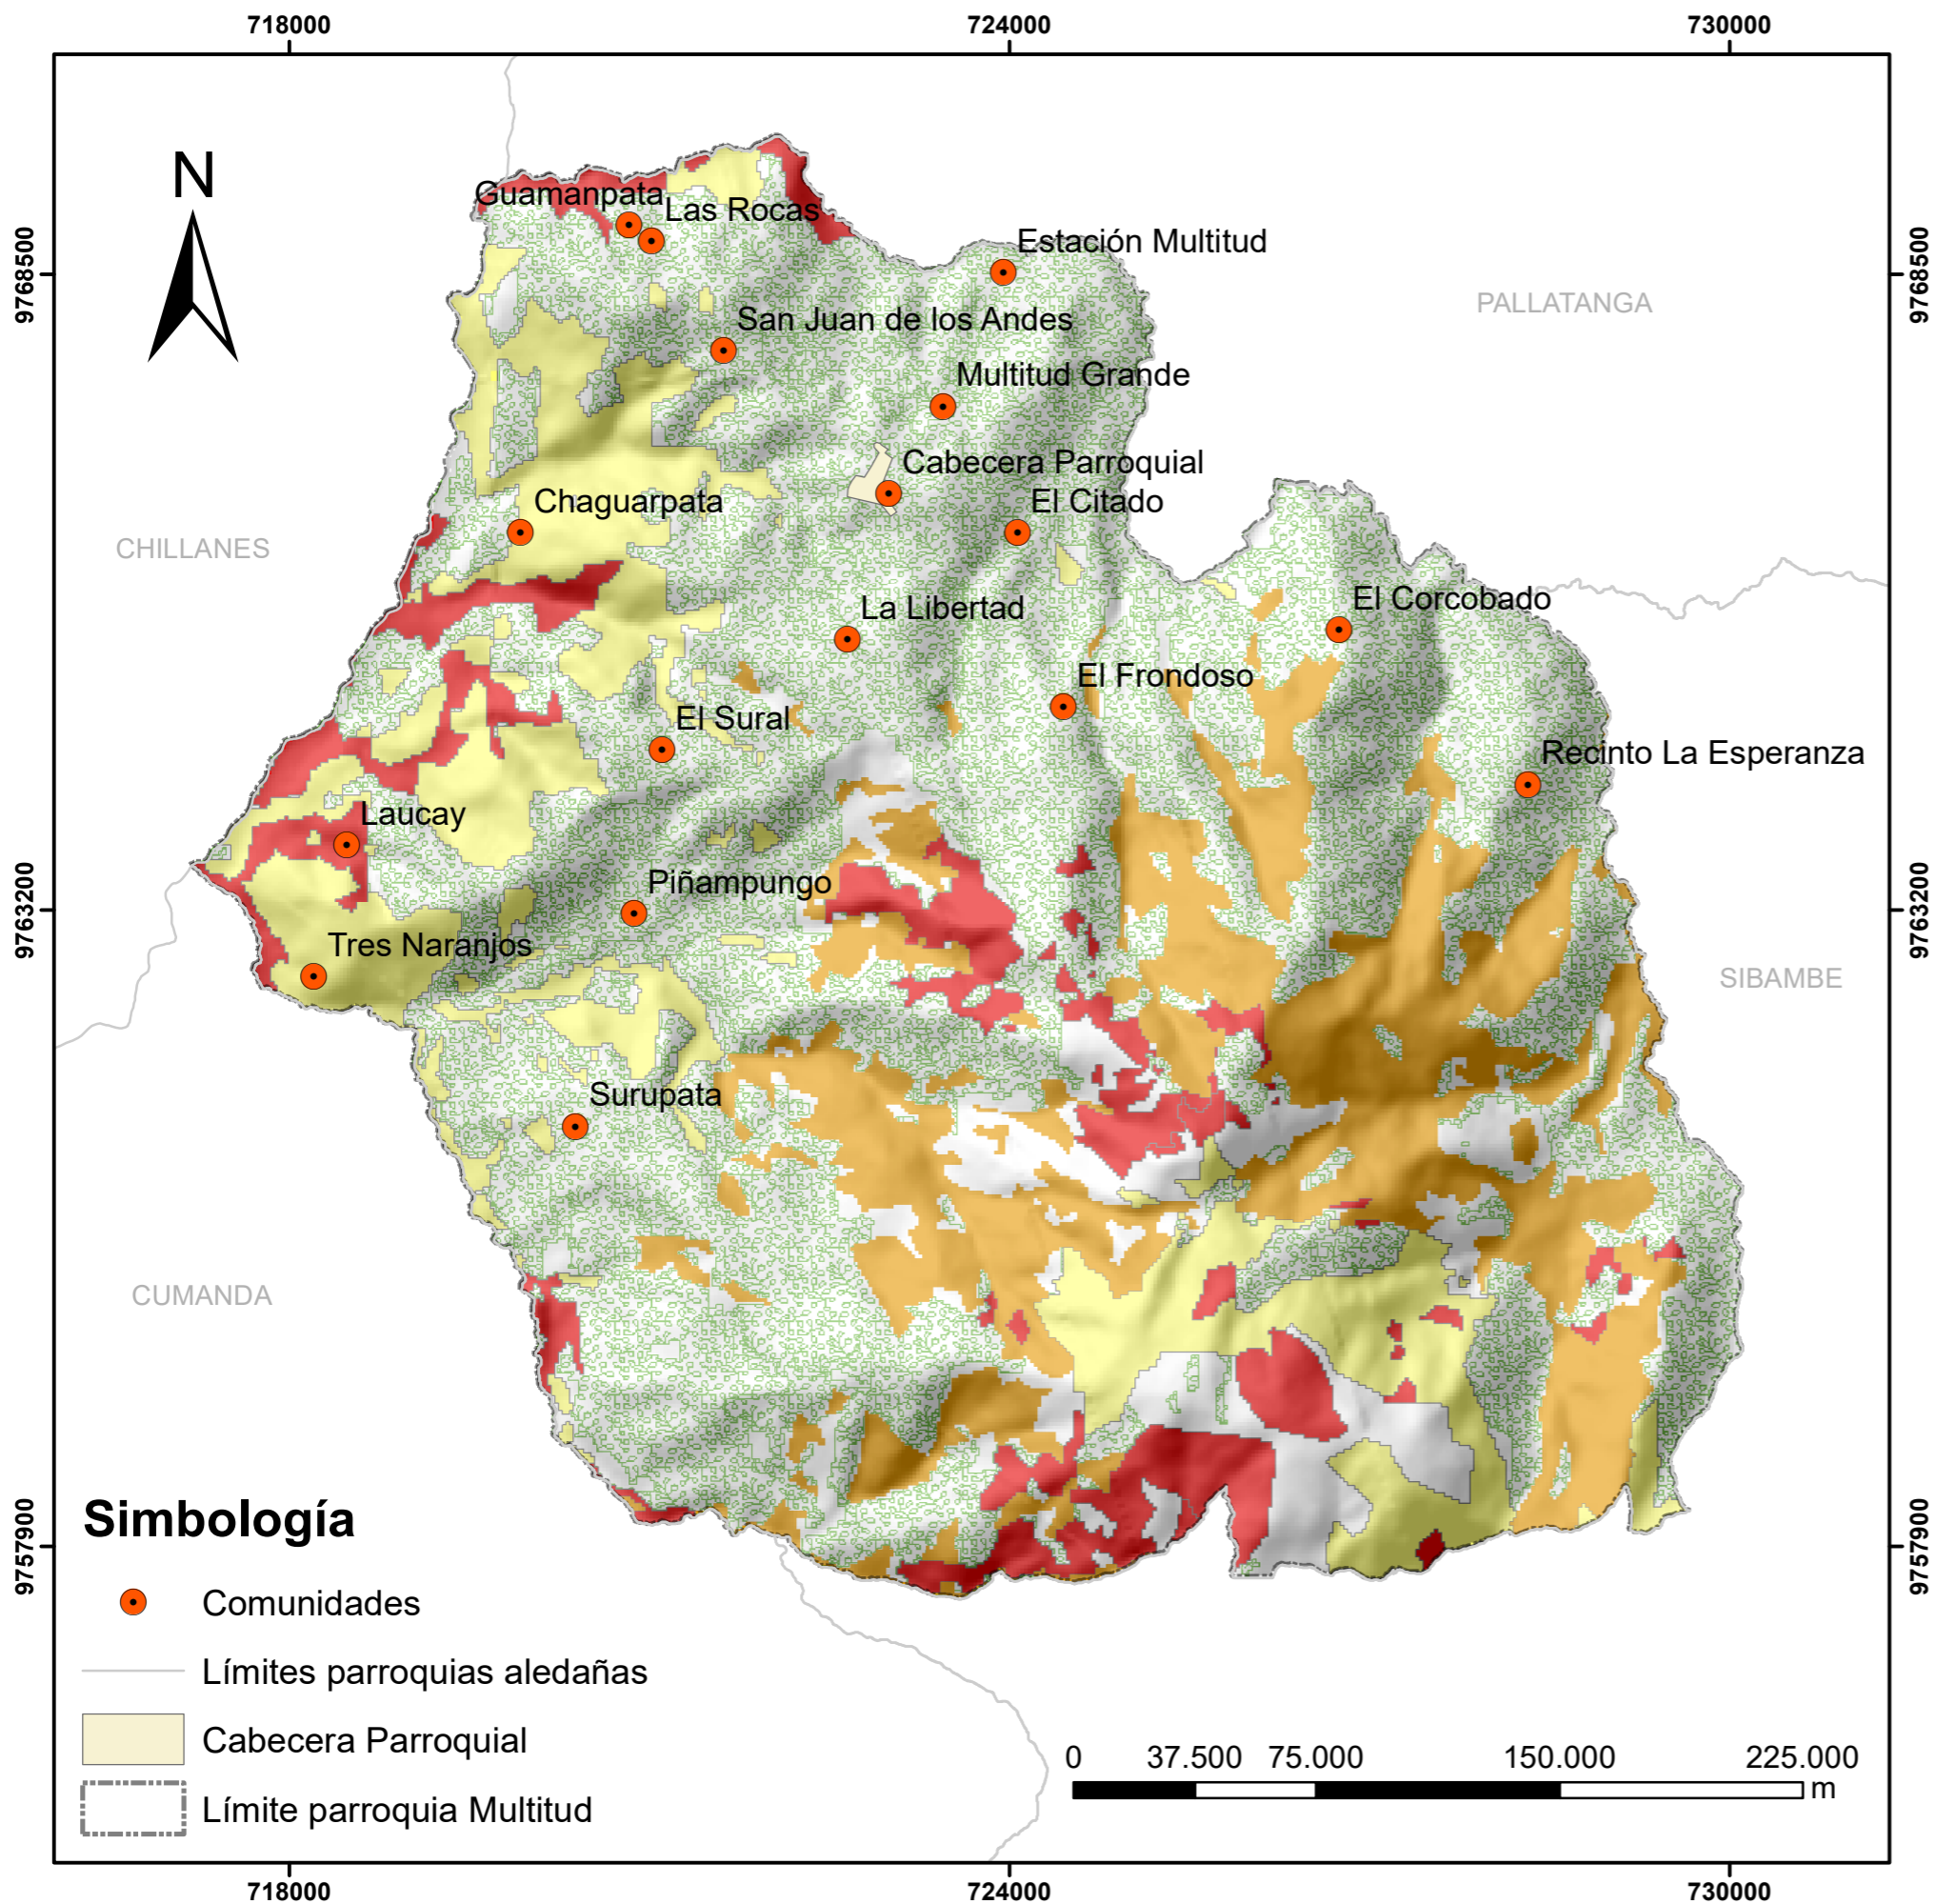 718000 724000 730000
N
Guamanpata
Las Rocas
Estación Multitud
9768500
9768500
PALLATANGA
San Juan de los Andes
Multitud Grande
Cabecera Parroquial
El Citado
Chaguarpata
CHILLANES
La Libertad
El Corcobado
El Frondoso
El Sural
Recinto La Esperanza
Laucay
Piñampungo
9763200
9763200
Tres Naranjos
SIBAMBE
Surupata
CUMANDA
Simbología
9757900
9757900
Comunidades
Límites parroquias aledañas
Cabecera Parroquial
Límite parroquia Multitud
0 37.500 75.000 150.000 225.000
m
718000 724000 730000